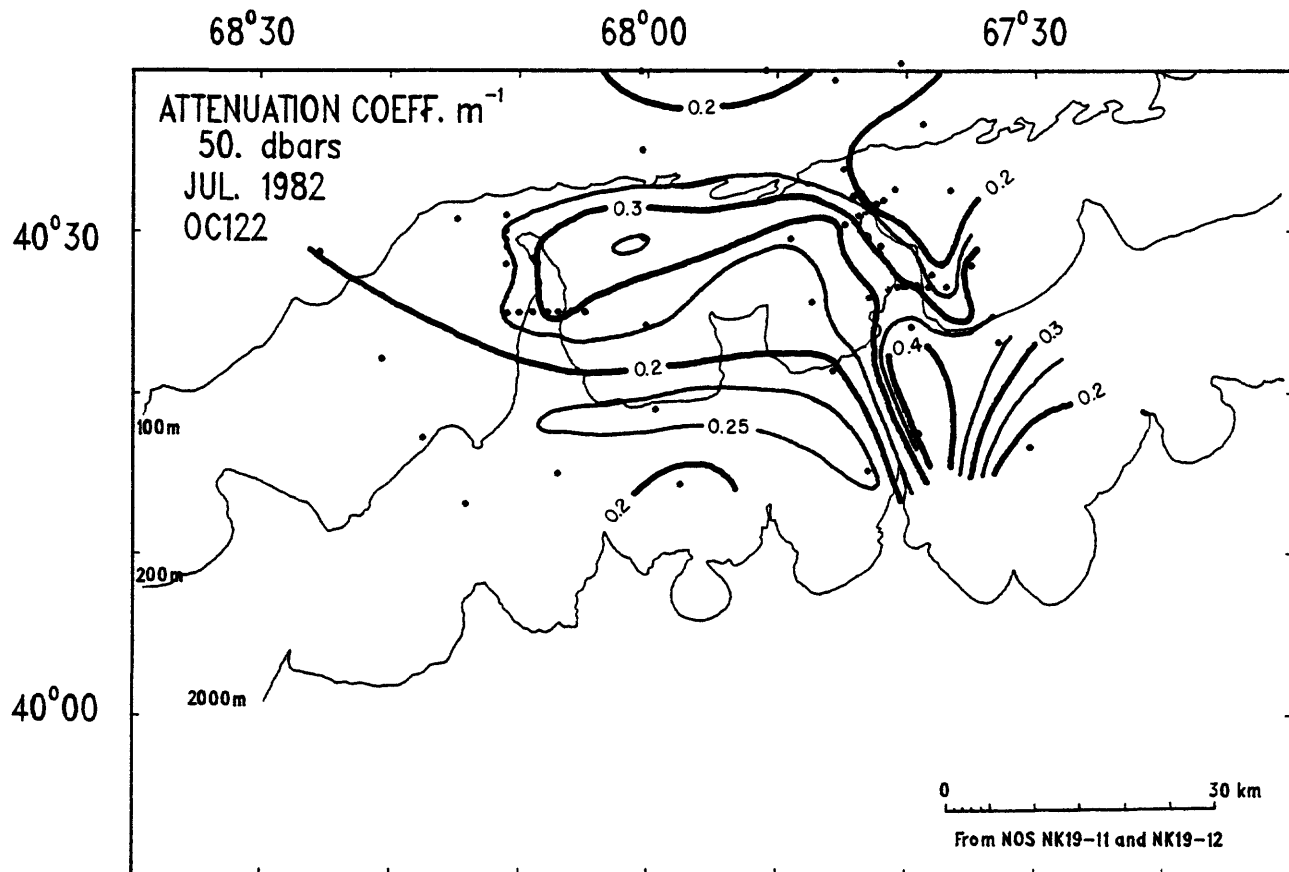 68°30 68°00 67°30
ATTENUATION COEFF. m⁻¹
50. dbars
JUL. 1982
OC122
0.2
0.2
0.3
40°30
0.4
0.3
0.2
0.2
100m
0.25
0.2
200m
2000m
40°00
0 30 km
From NOS NK19-11 and NK19-12